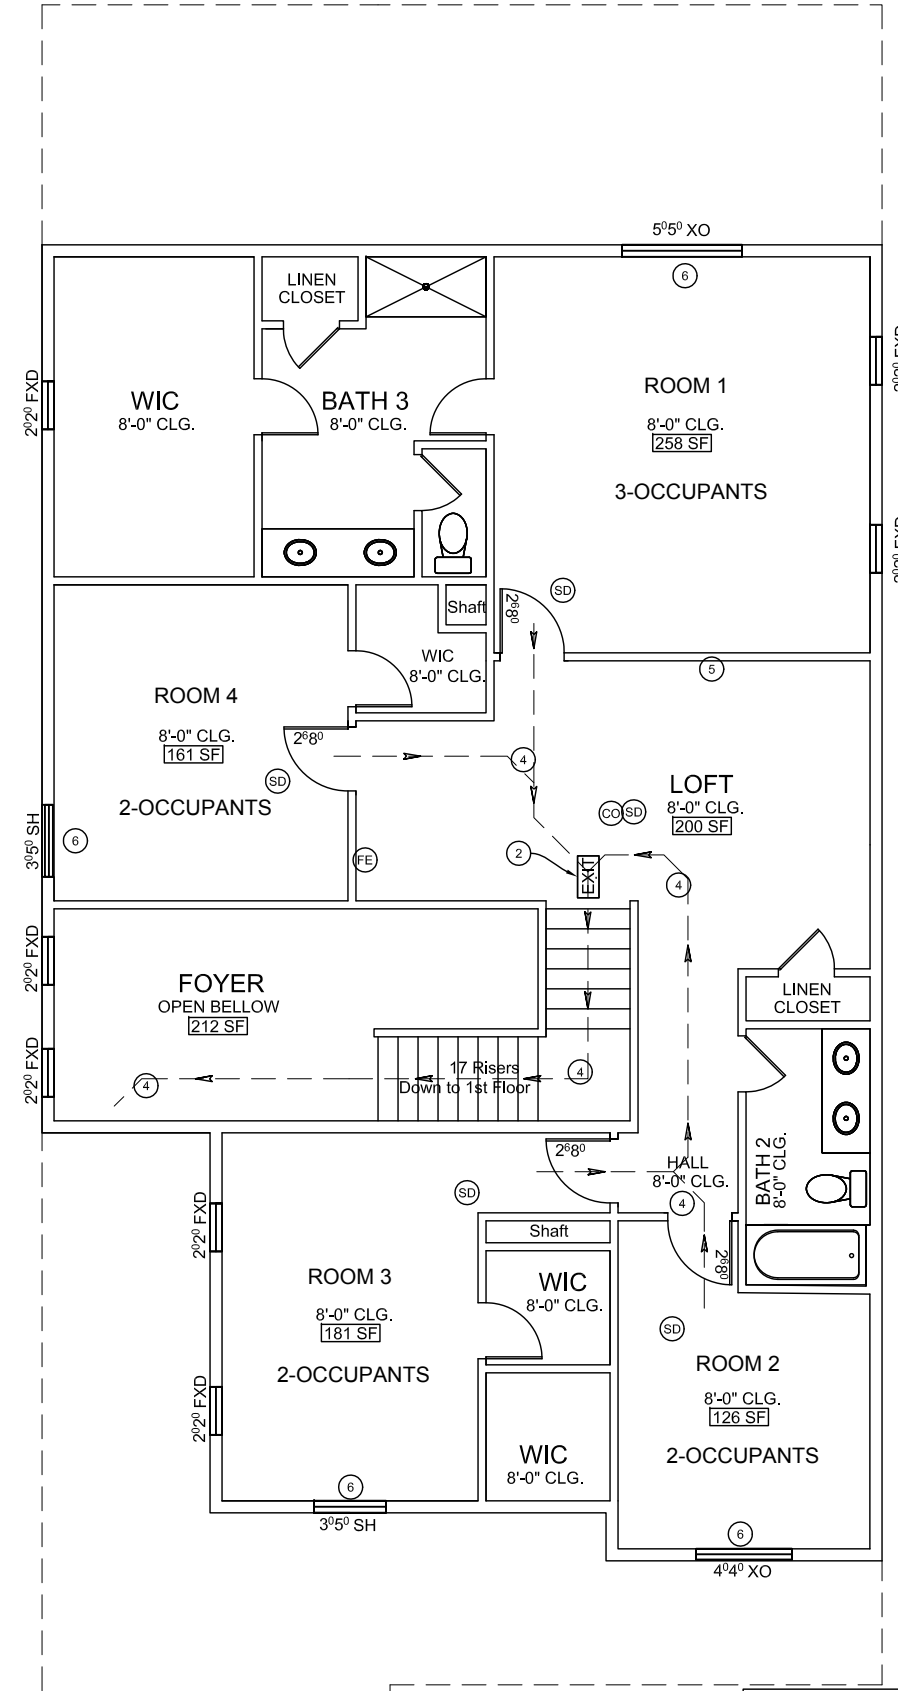 5⁰5⁰ XO
6
LINEN
CLOSET
2⁰2⁰ FXD
WIC
8'-0" CLG.
BATH 3
8'-0" CLG.
ROOM 1
8'-0" CLG.
258 SF
3-OCCUPANTS
2⁰2⁰ FXD
2⁰2⁰ FXD
SD
2⁶8⁰
Shaft
WIC
8'-0" CLG.
5
ROOM 4
8'-0" CLG.
161 SF
2-OCCUPANTS
2⁶8⁰
SD
3⁰5⁰ SH
6
FE
4
LOFT
8'-0" CLG.
200 SF
CO
SD
2
EXIT
4
2⁰2⁰ FXD
FOYER
OPEN BELLOW
212 SF
LINEN
CLOSET
2⁰2⁰ FXD
4
17 Risers
Down to 1st Floor
4
BATH 2
8'-0" CLG.
2⁶8⁰
HALL
8'-0" CLG.
4
SD
2⁰2⁰ FXD
Shaft
2⁶8⁰
ROOM 3
8'-0" CLG.
181 SF
2-OCCUPANTS
WIC
8'-0" CLG.
SD
ROOM 2
8'-0" CLG.
126 SF
2-OCCUPANTS
2⁰2⁰ FXD
WIC
8'-0" CLG.
6
3⁰5⁰ SH
6
4⁰4⁰ XO